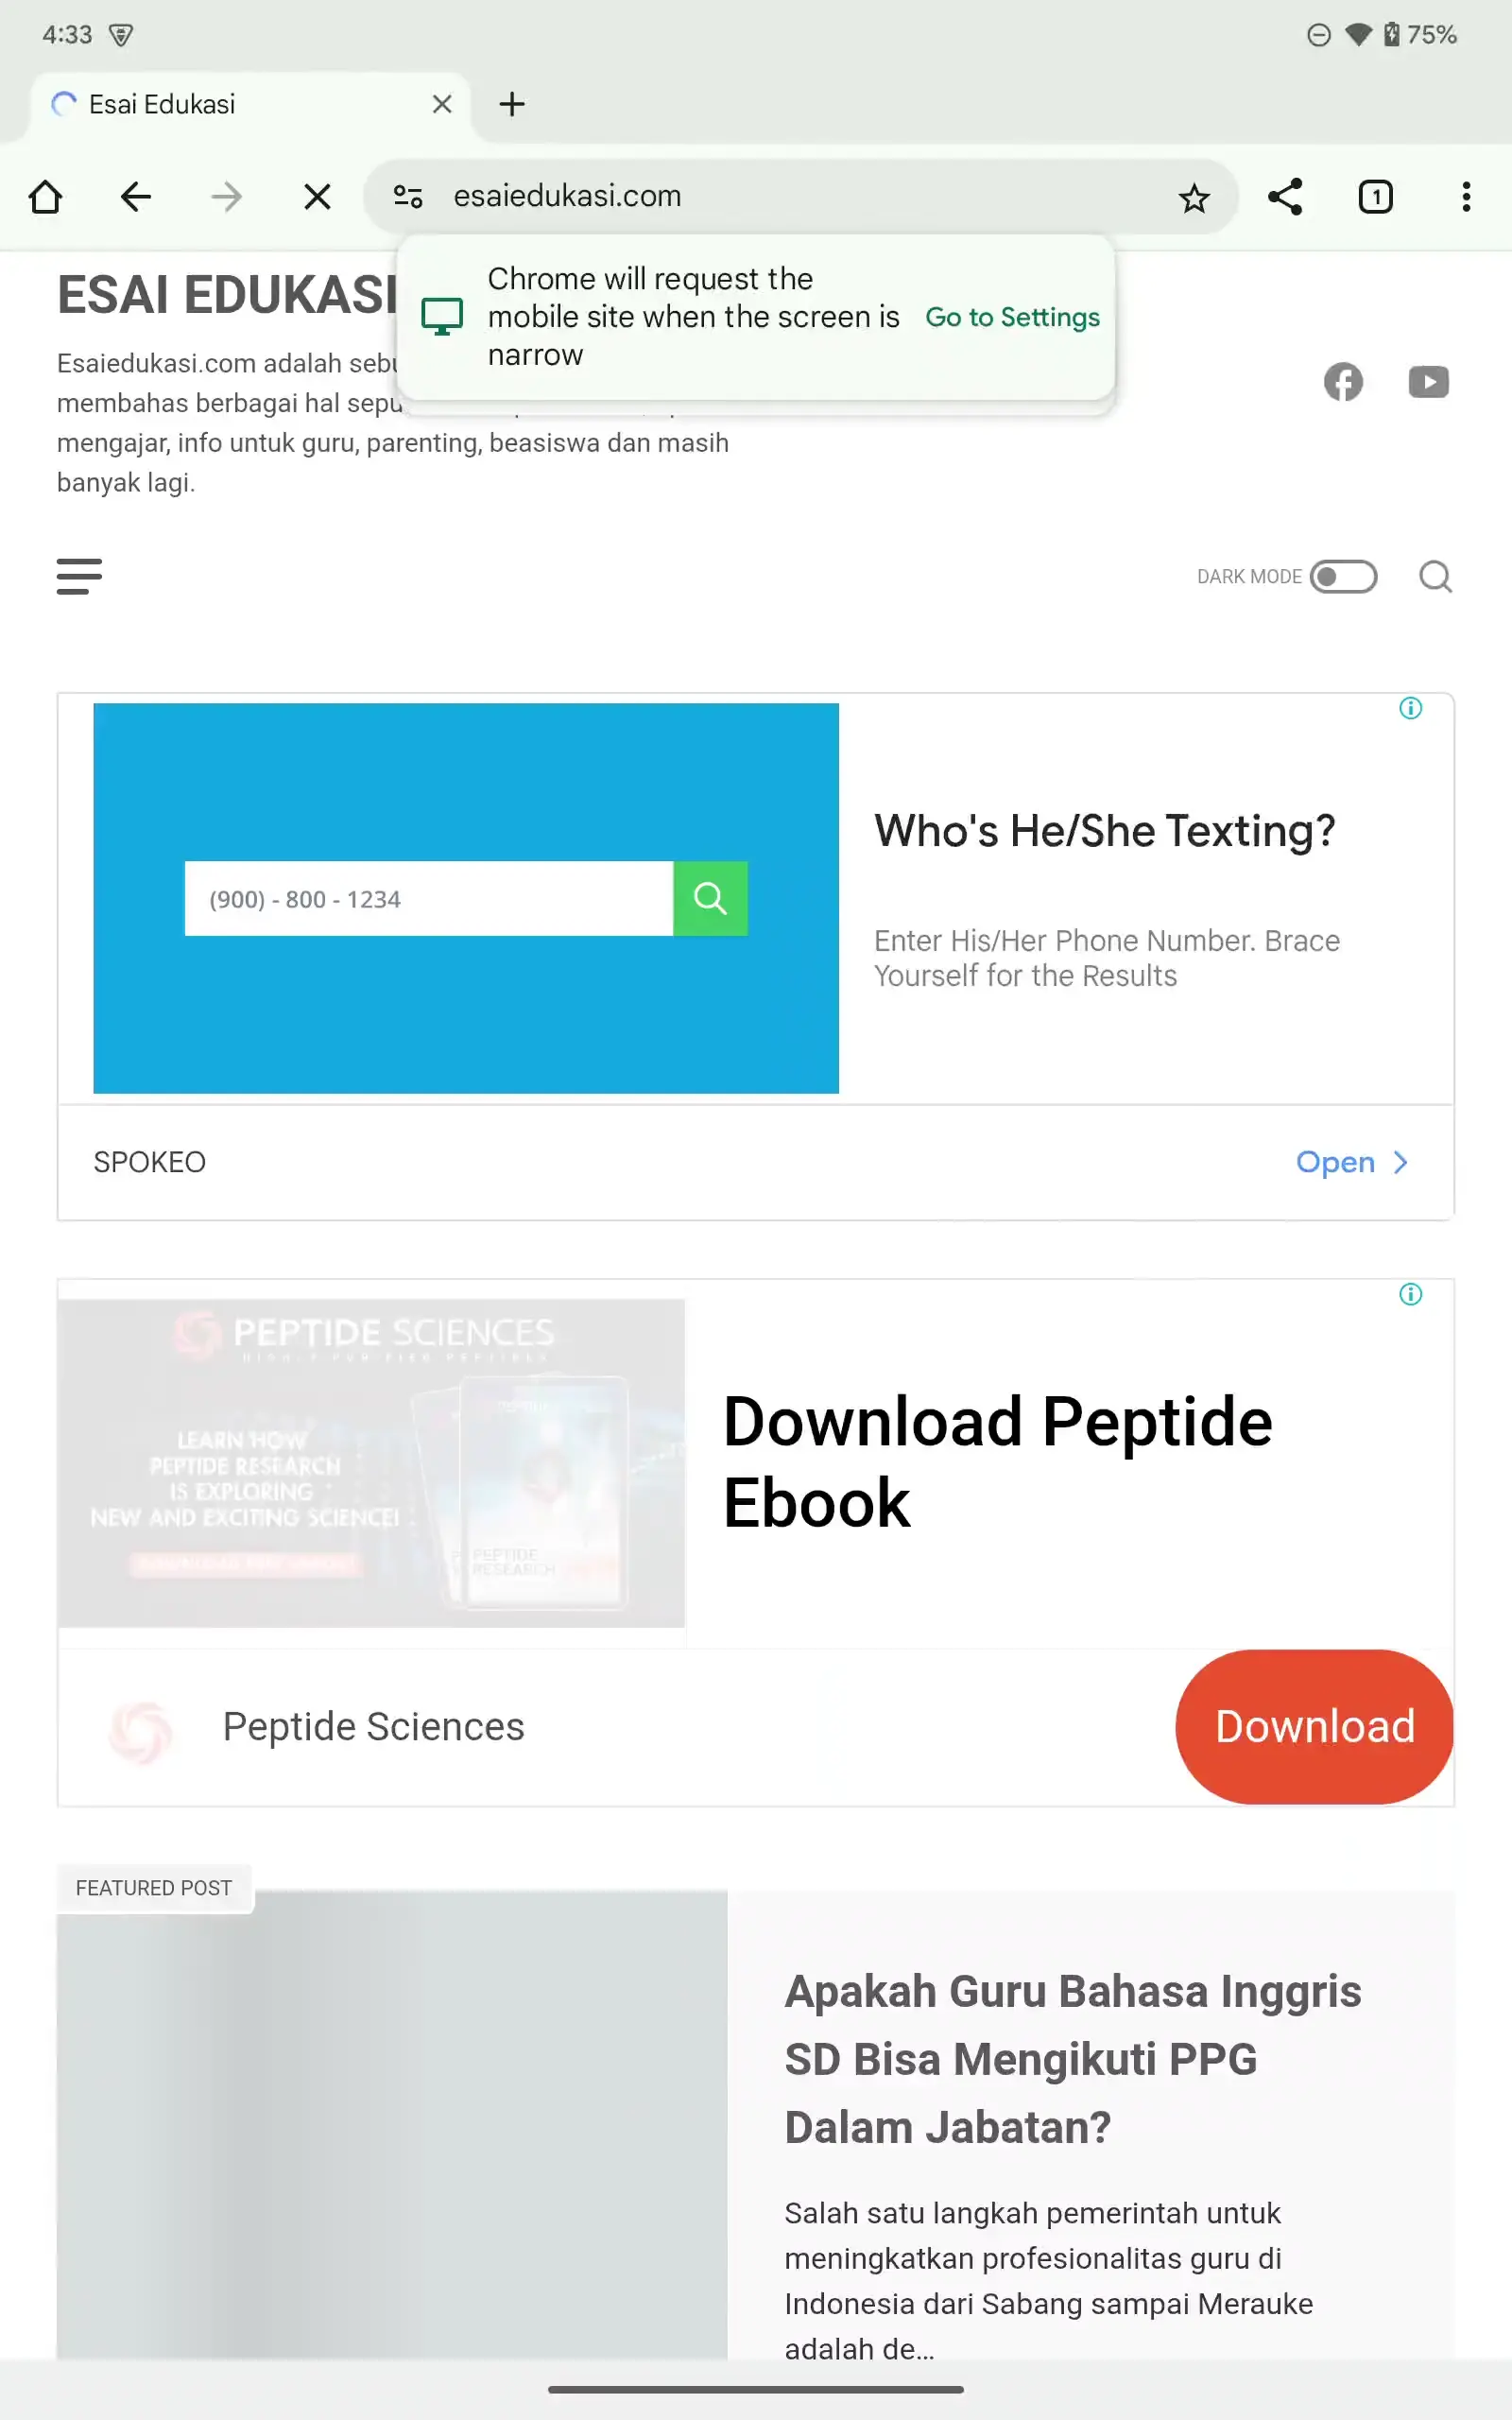 4:33
75%
Esai Edukasi
esaiedukasi.com
1
Chrome will request the
mobile site when the screen is
narrow
Go to Settings
ESAI EDUKASI
Esaiedukasi.com adalah
membahas berbagai hal
mengajar, info untuk guru, parenting, beasiswa dan masih
banyak lagi.
DARK MODE
(900) - 800 - 1234
Who's He/She Texting?
Enter His/Her Phone Number. Brace
Yourself for the Results
SPOKEO
Open
PEPTIDE SCIENCES
LEARN HOW
PEPTIDE RESEARCH
IS EXPLORING
NEW AND EXCITING SCIENCE!
PEPTIDE
RESEARCH
Download Peptide
Ebook
Peptide Sciences
Download
FEATURED POST
Apakah Guru Bahasa Inggris
SD Bisa Mengikuti PPG
Dalam Jabatan?
Salah satu langkah pemerintah untuk
meningkatkan profesionalitas guru di
Indonesia dari Sabang sampai Merauke
adalah de...